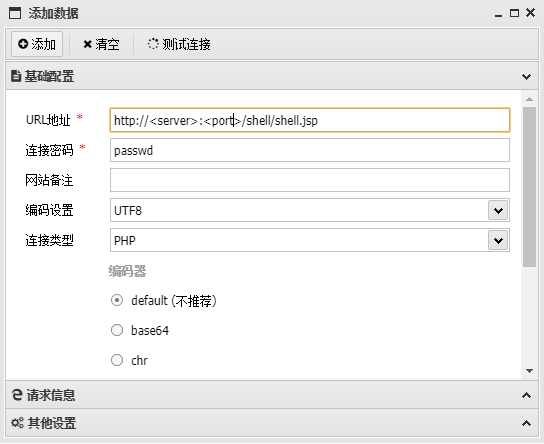 添加数据
添加 清空 测试连接
基础配置
URL地址 * http://<server>:<port>/shell/shell.jsp
连接密码 * passwd
网站备注
编码设置 UTF8
连接类型 PHP
编码器
default (不推荐)
base64
chr
请求信息
其他设置